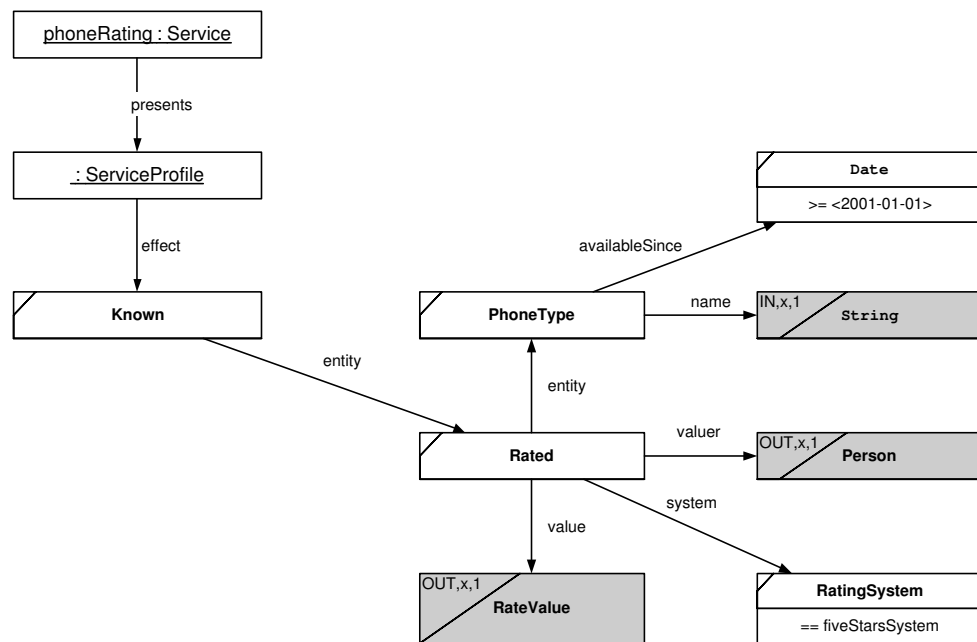 phoneRating : Service
presents
: ServiceProfile
effect
Known
entity
Date
>= <2001-01-01>
availableSince
PhoneType
name
IN,x,1
String
entity
Rated
valuer
OUT,x,1
Person
system
value
OUT,x,1
RateValue
RatingSystem
== fiveStarsSystem